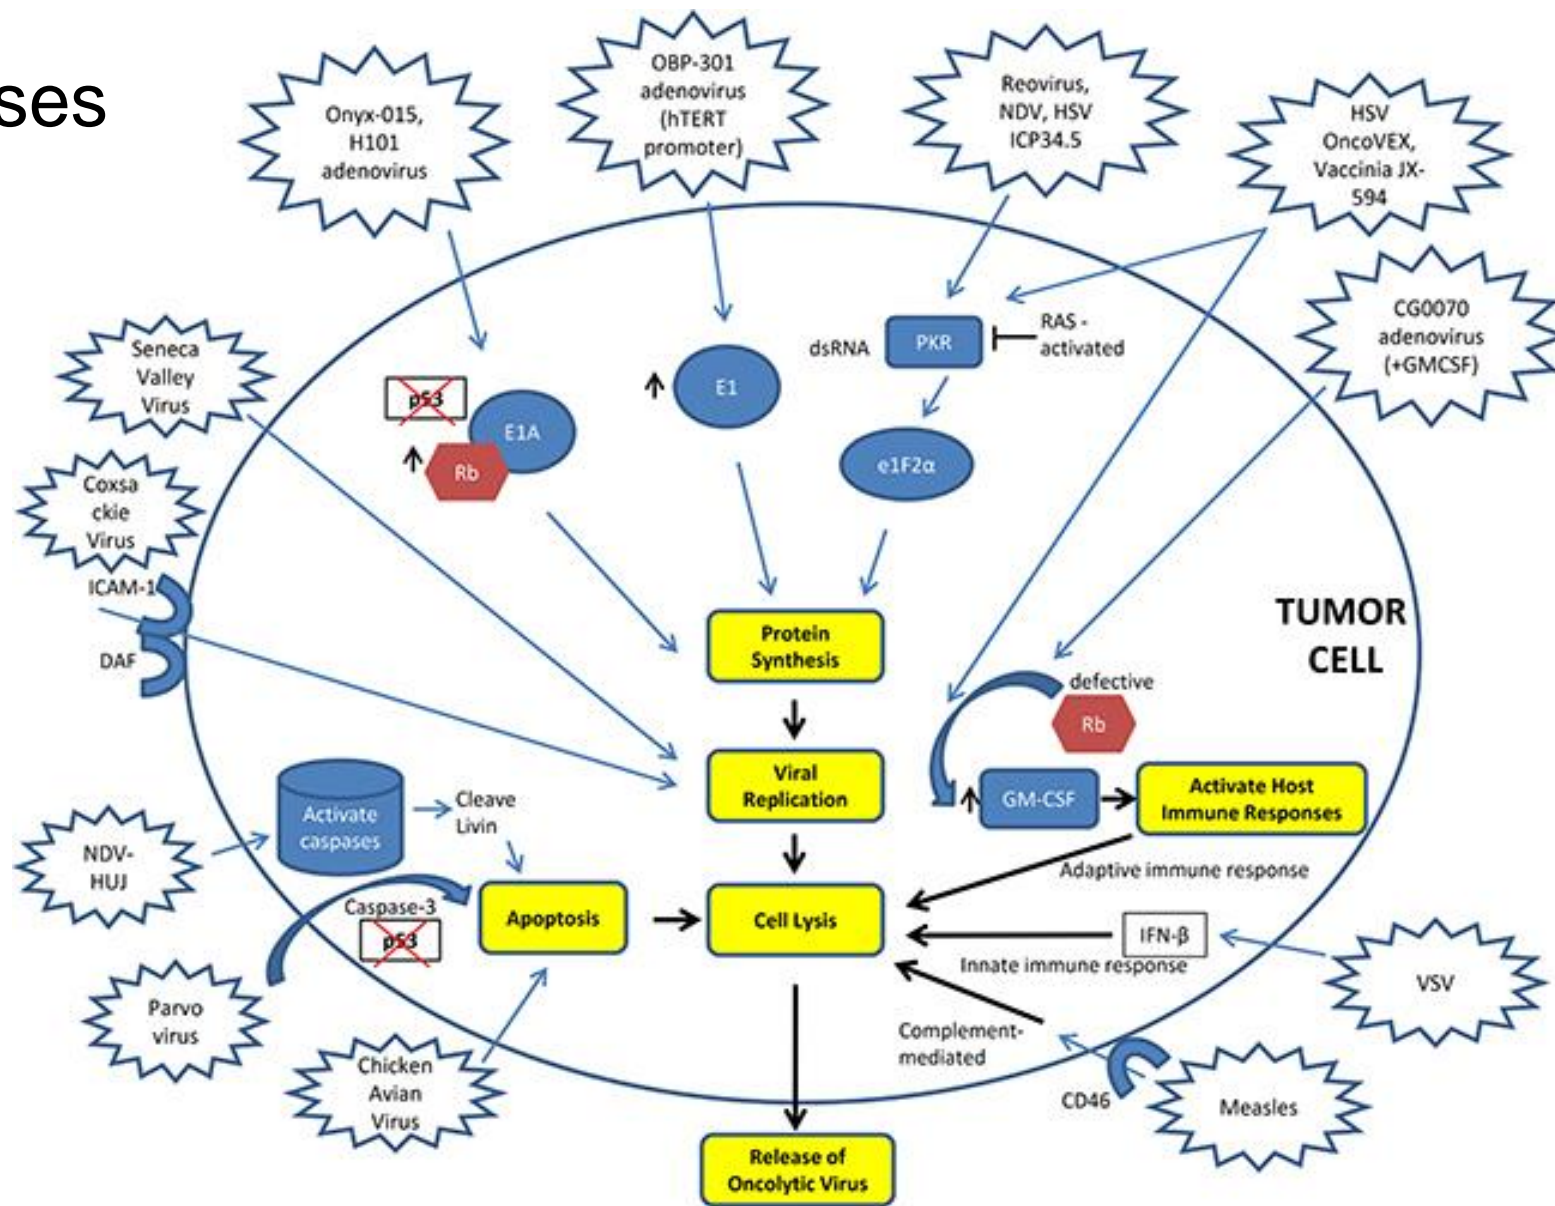 ses
Onyx-015,
H101
adenovirus
OBP-301
adenovirus
(hTERT
promoter)
Reovirus,
NDV, HSV
ICP34.5
HSV
OncoVEX,
Vaccinia JX-
594
CG0070
adenovirus
(+GMCSF)
Seneca
Valley
Virus
Coxsa
ckie
Virus
ICAM-1
DAF
p53
E1A
Rb
E1
dsRNA
PKR
RAS -
activated
e1F2α
TUMOR
CELL
Protein
Synthesis
defective
Rb
Viral
Replication
GM-CSF
Activate Host
Immune Responses
Activate
caspases
Cleave
Livin
NDV-
HUJ
Caspase-3
p53
Apoptosis
Cell Lysis
Adaptive immune response
IFN-β
Innate immune response
VSV
Parvo
virus
Chicken
Avian
Virus
Complement-
mediated
CD46
Measles
Release of
Oncolytic Virus